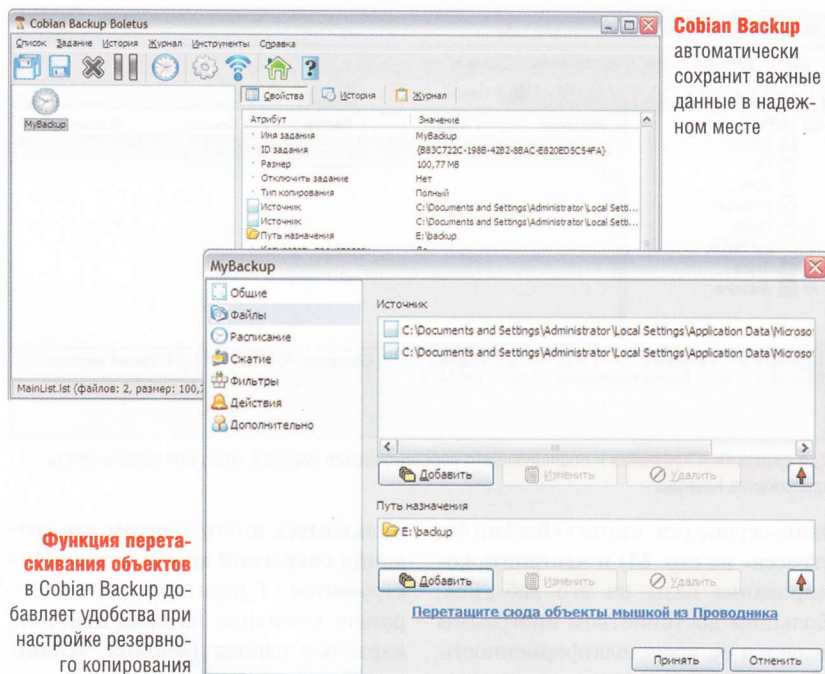 Cobian Backup Boletus
Список Задание История Журнал Инструменты Справка
MyBackup
Свойства История Журнал
Атрибут Значение
Имя задания MyBackup
ID задания {B83C722C-198B-42B2-8BAC-E820ED5C54FA}
Размер 100,77 MB
Отключить задание Нет
Тип копирования Полный
Источник C:\Documents and Settings\Administrator\Local Setti...
Источник C:\Documents and Settings\Administrator\Local Setti...
Путь назначения E:\backup
MainList.lst (файлов: 2, размер: 100,
Cobian Backup
автоматически
сохранит важные
данные в надеж-
ном месте
MyBackup
Общие
Файлы
Расписание
Сжатие
Фильтры
Действия
Дополнительно
Источник
C:\Documents and Settings\Administrator\Local Settings\Application Data\Microso
C:\Documents and Settings\Administrator\Local Settings\Application Data\Microso
Добавить Изменить Удалить
Путь назначения
E:\backup
Добавить Изменить Удалить
Перетащите сюда объекты мышкой из Проводника
Принять Отменить
Функция перета-
скивания объектов
в Cobian Backup до-
бавляет удобства при
настройке резервно-
го копирования